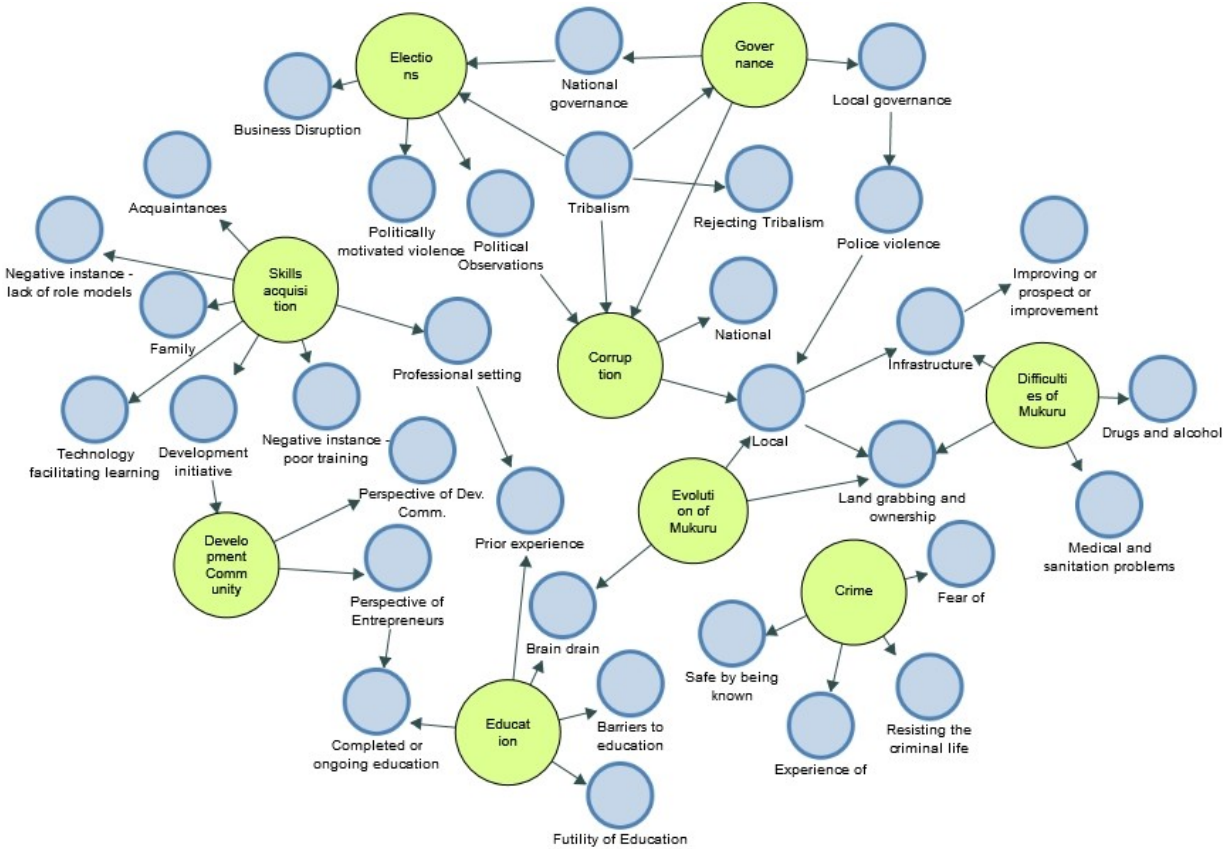 Electio
ns
Gover
nance
National
governance
Local governance
Business Disruption
Acquaintances
Tribalism
Rejecting Tribalism
Politically
motivated violence
Political
Observations
Police violence
Negative instance -
lack of role models
Skills
acquisi
tion
Improving or
prospect or
improvement
Family
National
Professional setting
Corrup
tion
Infrastructure
Difficulti
es of
Mukuru
Drugs and alcohol
Technology
facilitating learning
Development
initiative
Negative instance -
poor training
Local
Perspective of Dev.
Comm.
Land grabbing and
ownership
Evoluti
on of
Mukuru
Prior experience
Medical and
sanitation problems
Develo
pment
Comm
unity
Perspective of
Entrepreneurs
Crime
Fear of
Brain drain
Safe by being
known
Resisting the
criminal life
Experience of
Completed or
ongoing education
Educat
ion
Barriers to
education
Futility of Education